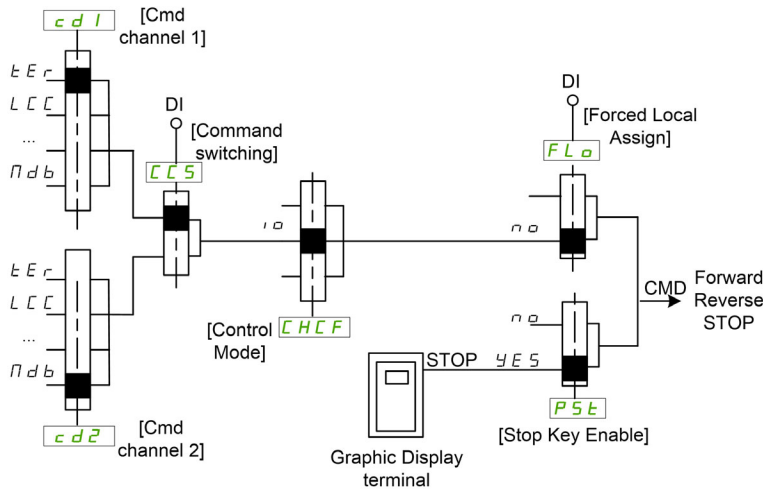 cd1
[Cmd
channel 1]
tEr
LCC
...
Mdb
DI
[Command
switching]
CCS
DI
[Forced Local
Assign]
FLo
io
no
tEr
LCC
...
Mdb
CMD
Forward
Reverse
STOP
no
[Control
Mode]
CHCF
STOP
YES
PSt
cd2
[Cmd
channel 2]
[Stop Key Enable]
Graphic Display
terminal